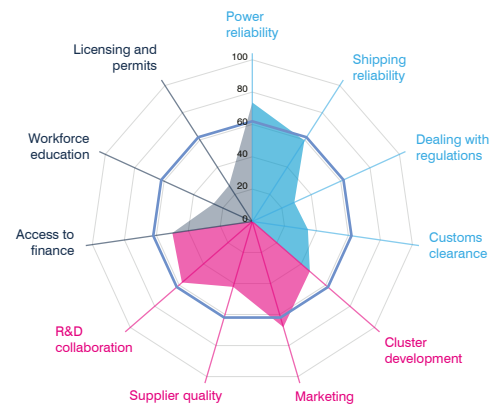 Power
reliability
Licensing and
permits
Shipping
reliability
100
80
60
40
20
0
Workforce
education
Dealing with
regulations
Access to
finance
Customs
clearance
R&D
collaboration
Cluster
development
Supplier quality
Marketing